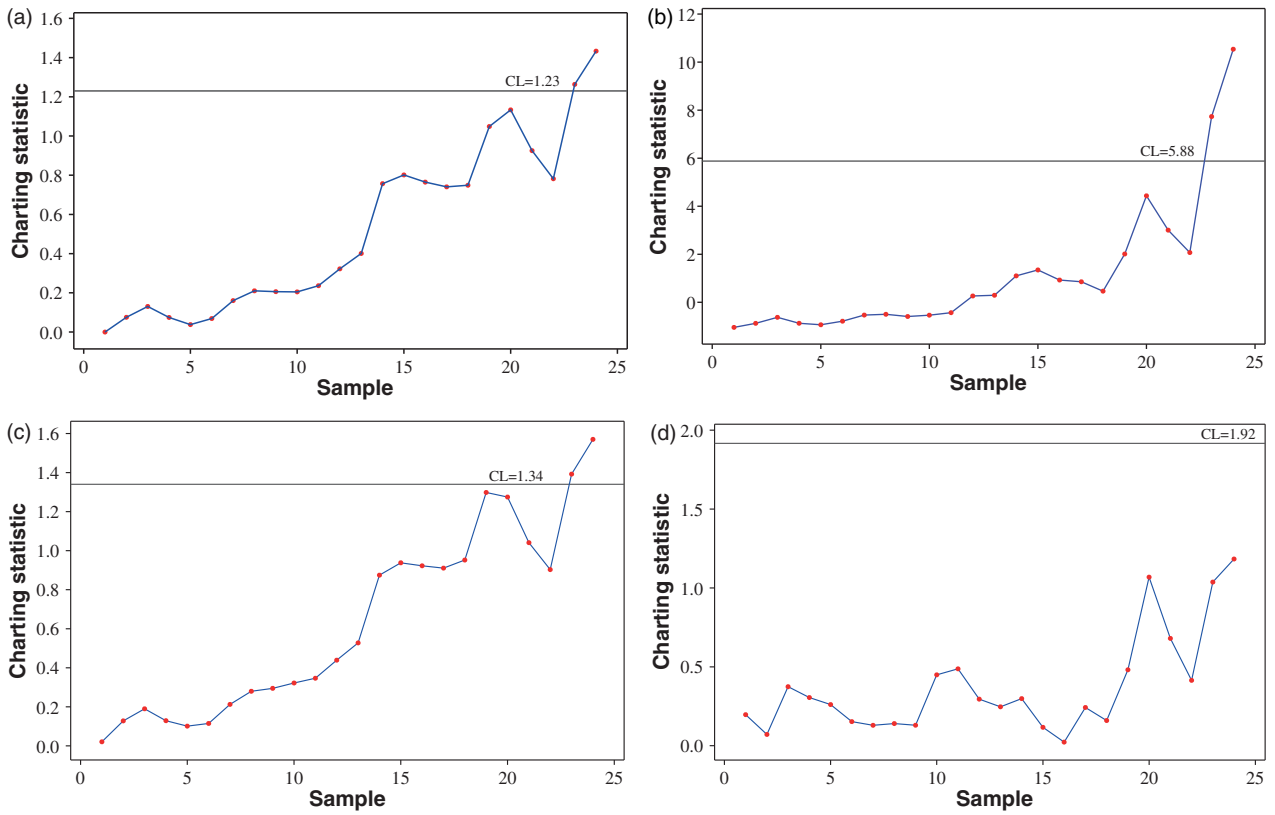 (a)
Charting statistic
1.6
1.4
1.2
1.0
0.8
0.6
0.4
0.2
0.0
CL=1.23
0 5 10 15 20 25
Sample
(b)
Charting statistic
12
10
8
6
4
2
0
CL=5.88
0 5 10 15 20 25
Sample
(c)
Charting statistic
1.6
1.4
1.2
1.0
0.8
0.6
0.4
0.2
0.0
CL=1.34
0 5 10 15 20 25
Sample
(d)
Charting statistic
2.0
1.5
1.0
0.5
0.0
CL=1.92
0 5 10 15 20 25
Sample